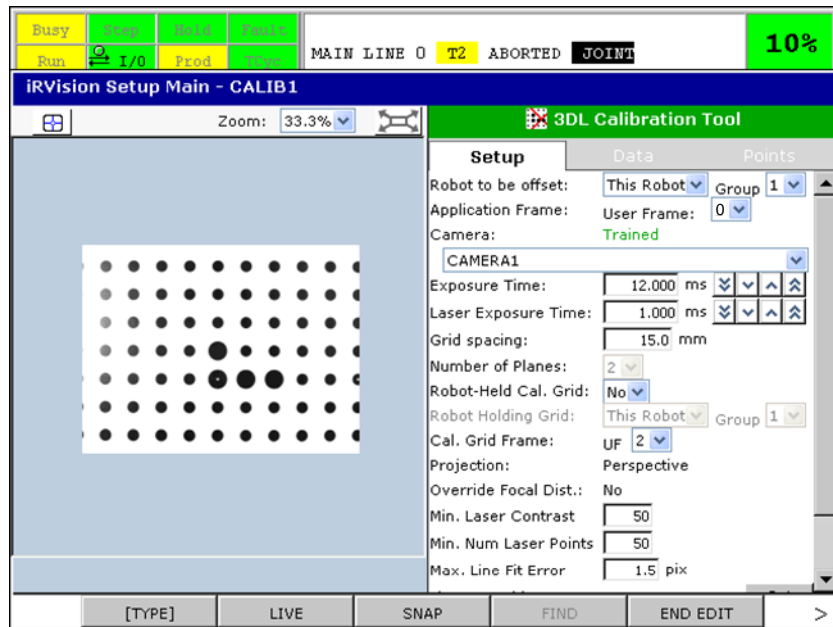 Busy Step Hold Fault
Run I/O Prod TCyc
MAIN LINE 0 T2 ABORTED JOINT
10%
iRVision Setup Main - CALIB1
Zoom: 33.3%
3DL Calibration Tool
Setup Data Points
Robot to be offset: This Robot Group 1
Application Frame: User Frame: 0
Camera: Trained
CAMERA1
Exposure Time: 12.000 ms
Laser Exposure Time: 1.000 ms
Grid spacing: 15.0 mm
Number of Planes: 2
Robot-Held Cal. Grid: No
Robot Holding Grid: This Robot Group 1
Cal. Grid Frame: UF 2
Projection: Perspective
Override Focal Dist.: No
Min. Laser Contrast 50
Min. Num Laser Points 50
Max. Line Fit Error 1.5 pix
[TYPE] LIVE SNAP FIND END EDIT >